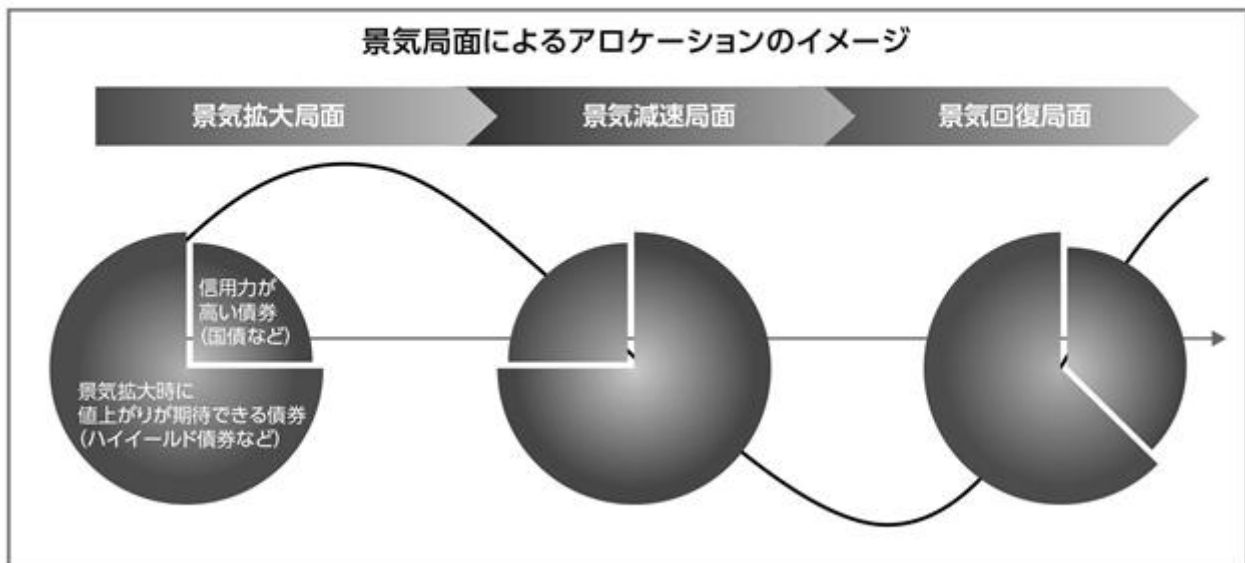 景気局面によるアロケーションのイメージ
景気拡大局面
景気減速局面
景気回復局面
信用力が
高い債券
(国債など)
景気拡大時に
値上がりが期待できる債券
(ハイイールド債券など)